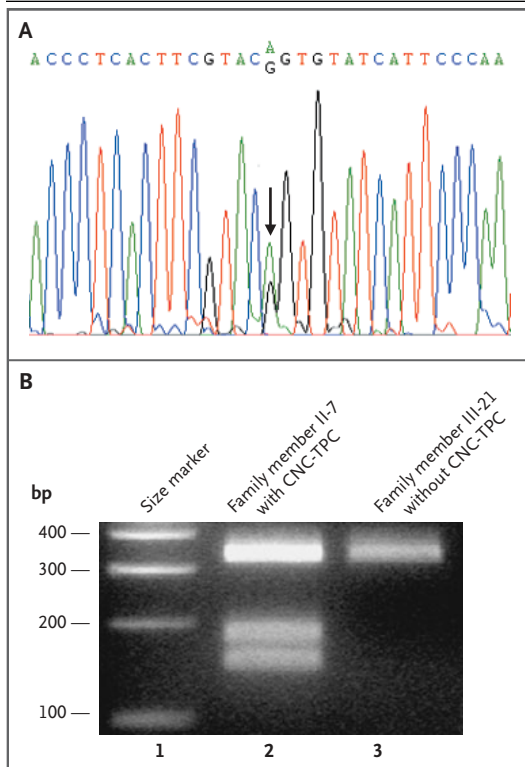 A
A
ACCCTCACTTCGTAC GGTGTATCATTCCCAA
G
B
bp
Size marker
Family member II-7
with CNC-TPC
Family member III-21
without CNC-TPC
400
300
200
100
1 2 3